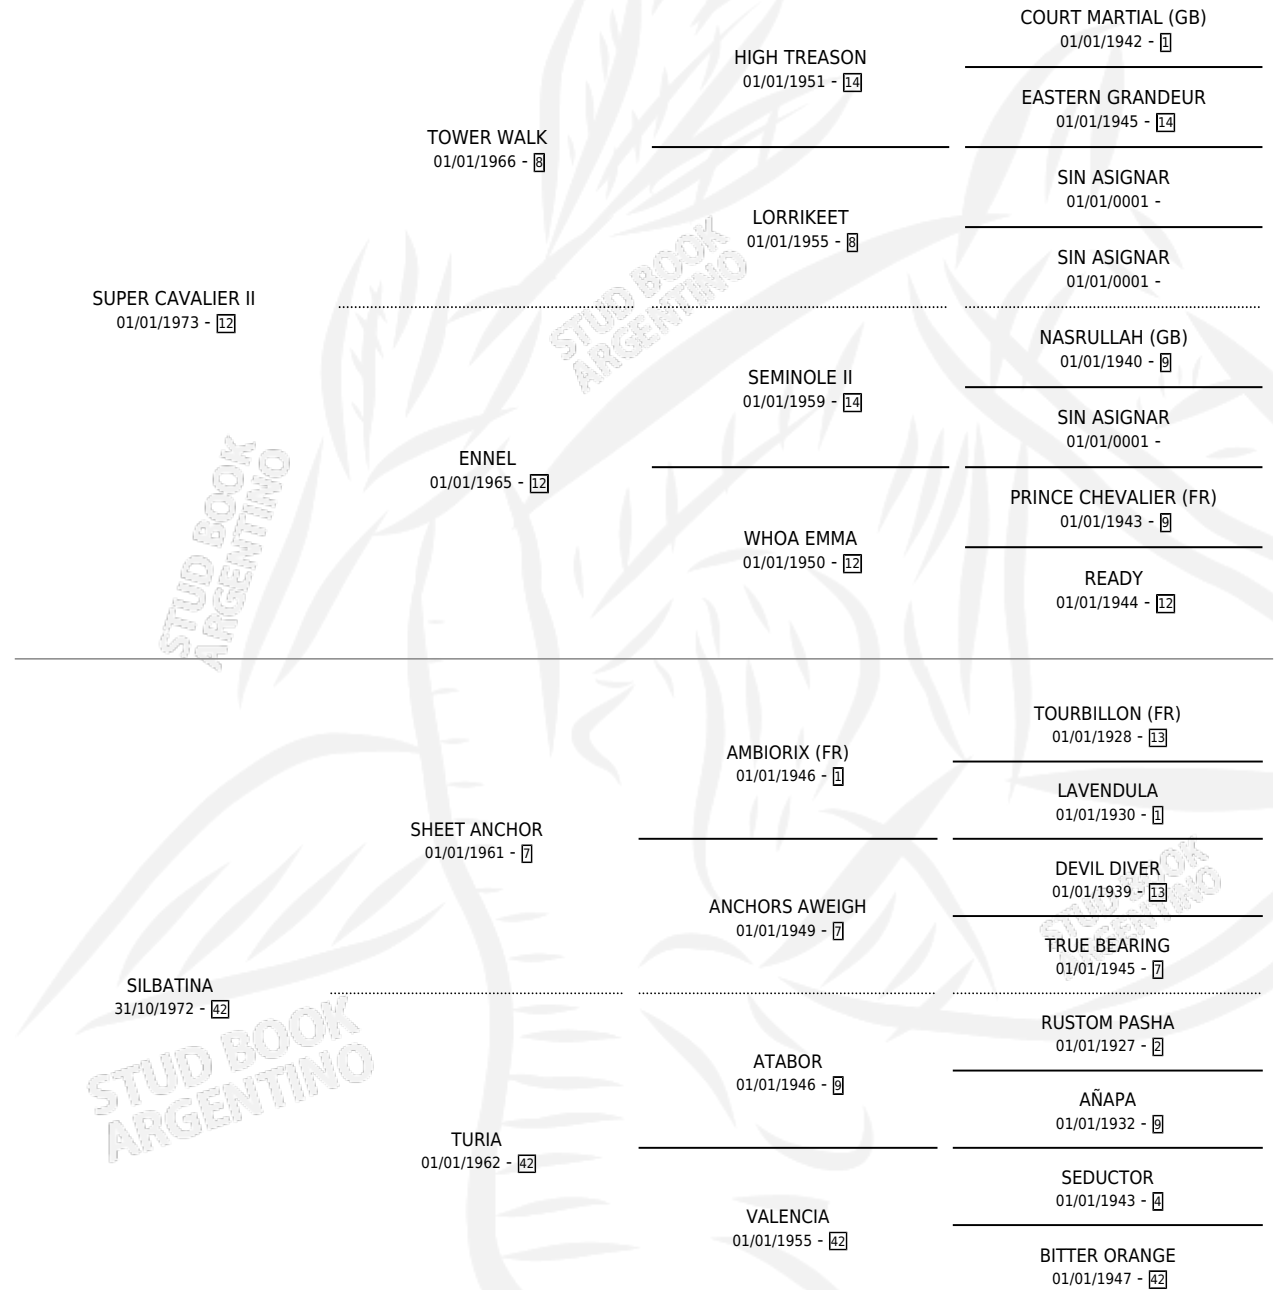 COURT MARTIAL (GB)
01/01/1942 - 1
HIGH TREASON
01/01/1951 - 14
EASTERN GRANDEUR
01/01/1945 - 14
TOWER WALK
01/01/1966 - 8
SIN ASIGNAR
01/01/0001 -
LORRIKEET
01/01/1955 - 8
SIN ASIGNAR
01/01/0001 -
SUPER CAVALIER II
01/01/1973 - 12
NASRULLAH (GB)
01/01/1940 - 9
SEMINOLE II
01/01/1959 - 14
SIN ASIGNAR
01/01/0001 -
ENNEL
01/01/1965 - 12
PRINCE CHEVALIER (FR)
01/01/1943 - 9
WHOA EMMA
01/01/1950 - 12
READY
01/01/1944 - 12
TOURBILLON (FR)
01/01/1928 - 13
AMBIORIX (FR)
01/01/1946 - 1
LAVENDULA
01/01/1930 - 1
SHEET ANCHOR
01/01/1961 - 7
DEVIL DIVER
01/01/1939 - 13
ANCHORS AWEIGH
01/01/1949 - 7
TRUE BEARING
01/01/1945 - 7
SILBATINA
31/10/1972 - 42
RUSTOM PASHA
01/01/1927 - 2
ATABOR
01/01/1946 - 9
AÑAPA
01/01/1932 - 9
TURIA
01/01/1962 - 42
SEDUCTOR
01/01/1943 - 4
VALENCIA
01/01/1955 - 42
BITTER ORANGE
01/01/1947 - 42
STUD BOOK
ARGENTINO
STUD BOOK
ARGENTINO
STUD BOOK
ARGENTINO
STUD BOOK
ARGENTINO